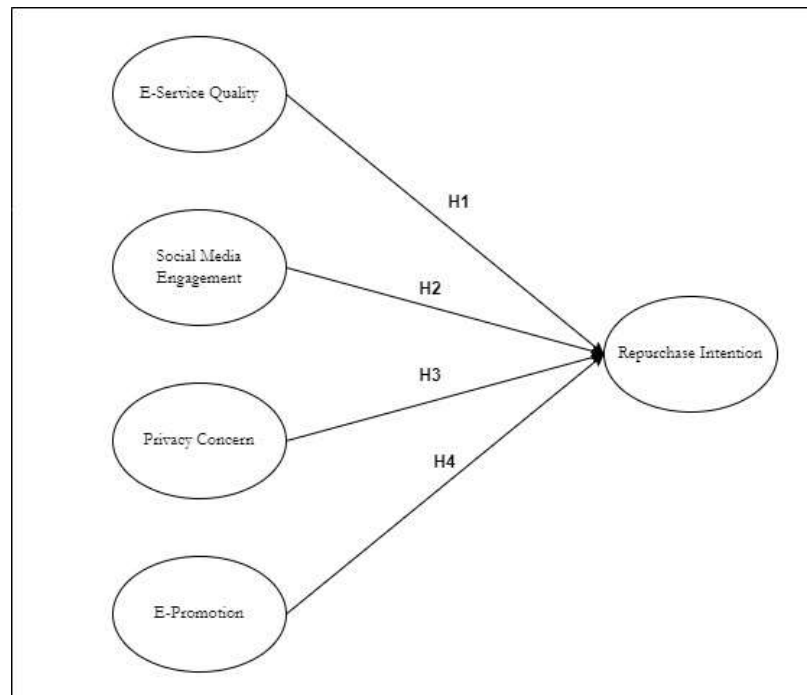 E-Service Quality
H1
Social Media
Engagement
H2
Repurchase Intention
H3
Privacy Concern
H4
E-Promotion